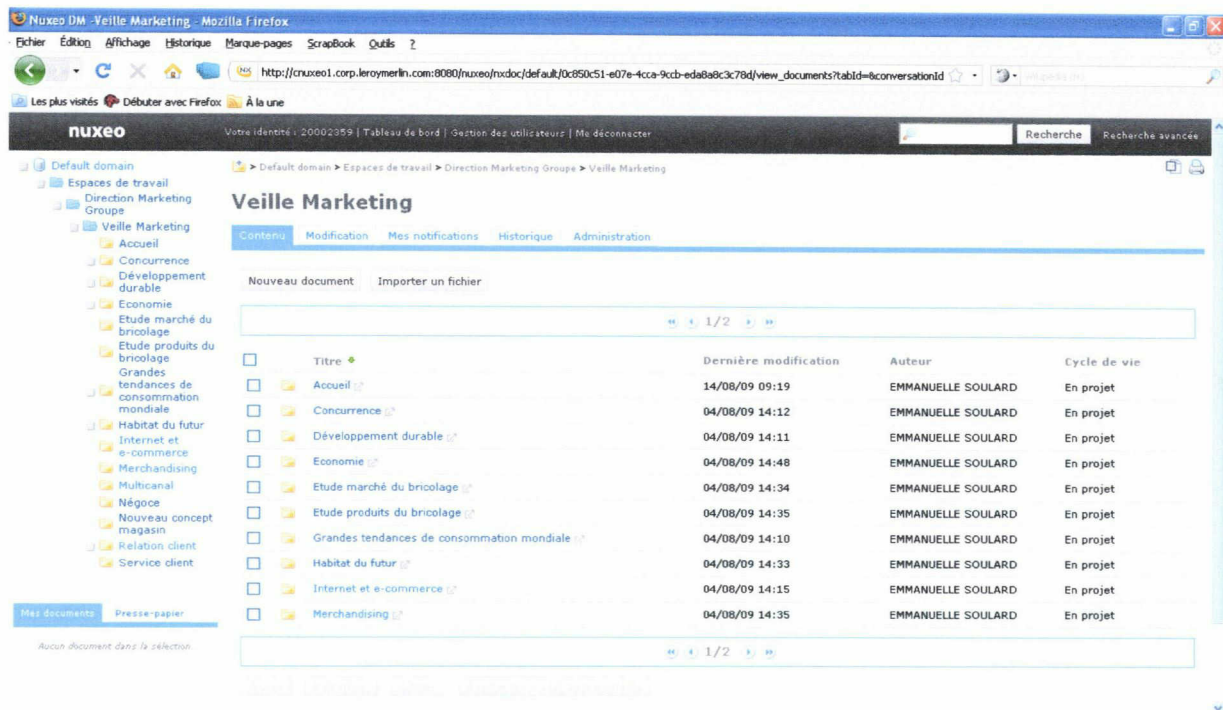 Nuxeo DM - Veille Marketing - Mozilla Firefox
Fichier Édition Affichage Historique Marque-pages ScrapBook Outils ?
http://cnuxeo1.corp.leroymerlin.com:8080/nuxeo/nxdoc/default/0c850c51-e07e-4cca-9ccb-eda8a8c3c78d/view_documents?tabId=&conversationId
Les plus visités Débuter avec Firefox À la une
nuxeo Votre identité : 20002359 | Tableau de bord | Gestion des utilisateurs | Me déconnecter Recherche Recherche avancée
Default domain
Espaces de travail
Direction Marketing
Groupe
Veille Marketing
Accueil
Concurrence
Développement
durable
Economie
Etude marché du
bricolage
Etude produits du
bricolage
Grandes
tendances de
consommation
mondiale
Habitat du futur
Internet et
e-commerce
Merchandising
Multicanal
Négoce
Nouveau concept
magasin
Relation client
Service client
Mes documents Presse-papier
Aucun document dans la sélection.
> Default domain > Espaces de travail > Direction Marketing Groupe > Veille Marketing
Veille Marketing
Contenu Modification Mes notifications Historique Administration
Nouveau document Importer un fichier
1/2
Titre Dernière modification Auteur Cycle de vie
Accueil 14/08/09 09:19 EMMANUELLE SOULARD En projet
Concurrence 04/08/09 14:12 EMMANUELLE SOULARD En projet
Développement durable 04/08/09 14:11 EMMANUELLE SOULARD En projet
Economie 04/08/09 14:48 EMMANUELLE SOULARD En projet
Etude marché du bricolage 04/08/09 14:34 EMMANUELLE SOULARD En projet
Etude produits du bricolage 04/08/09 14:35 EMMANUELLE SOULARD En projet
Grandes tendances de consommation mondiale 04/08/09 14:10 EMMANUELLE SOULARD En projet
Habitat du futur 04/08/09 14:33 EMMANUELLE SOULARD En projet
Internet et e-commerce 04/08/09 14:15 EMMANUELLE SOULARD En projet
Merchandising 04/08/09 14:35 EMMANUELLE SOULARD En projet
1/2